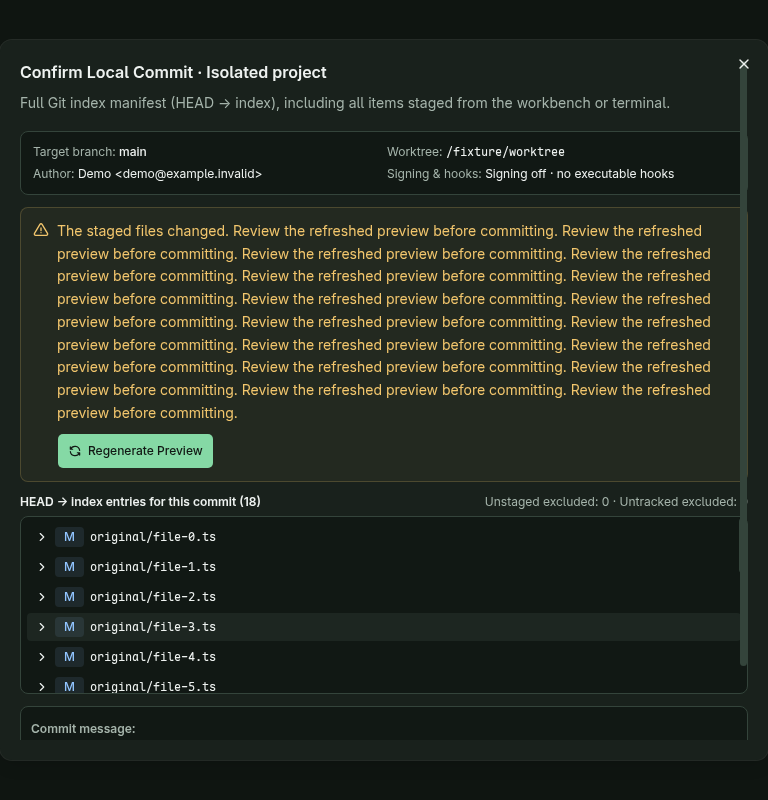 Confirm Local Commit · Isolated project
Full Git index manifest (HEAD → index), including all items staged from the workbench or terminal.
Target branch: main
Worktree: /fixture/worktree
Author: Demo <demo@example.invalid>
Signing & hooks: Signing off · no executable hooks
The staged files changed. Review the refreshed preview before committing. Review the refreshed
preview before committing. Review the refreshed preview before committing. Review the refreshed
preview before committing. Review the refreshed preview before committing. Review the refreshed
preview before committing. Review the refreshed preview before committing. Review the refreshed
preview before committing. Review the refreshed preview before committing. Review the refreshed
preview before committing. Review the refreshed preview before committing. Review the refreshed
preview before committing. Review the refreshed preview before committing. Review the refreshed
preview before committing. Review the refreshed preview before committing. Review the refreshed
preview before committing.
Regenerate Preview
HEAD → index entries for this commit (18)
Unstaged excluded: 0 · Untracked excluded:
M original/file-0.ts
M original/file-1.ts
M original/file-2.ts
M original/file-3.ts
M original/file-4.ts
M original/file-5.ts
Commit message: